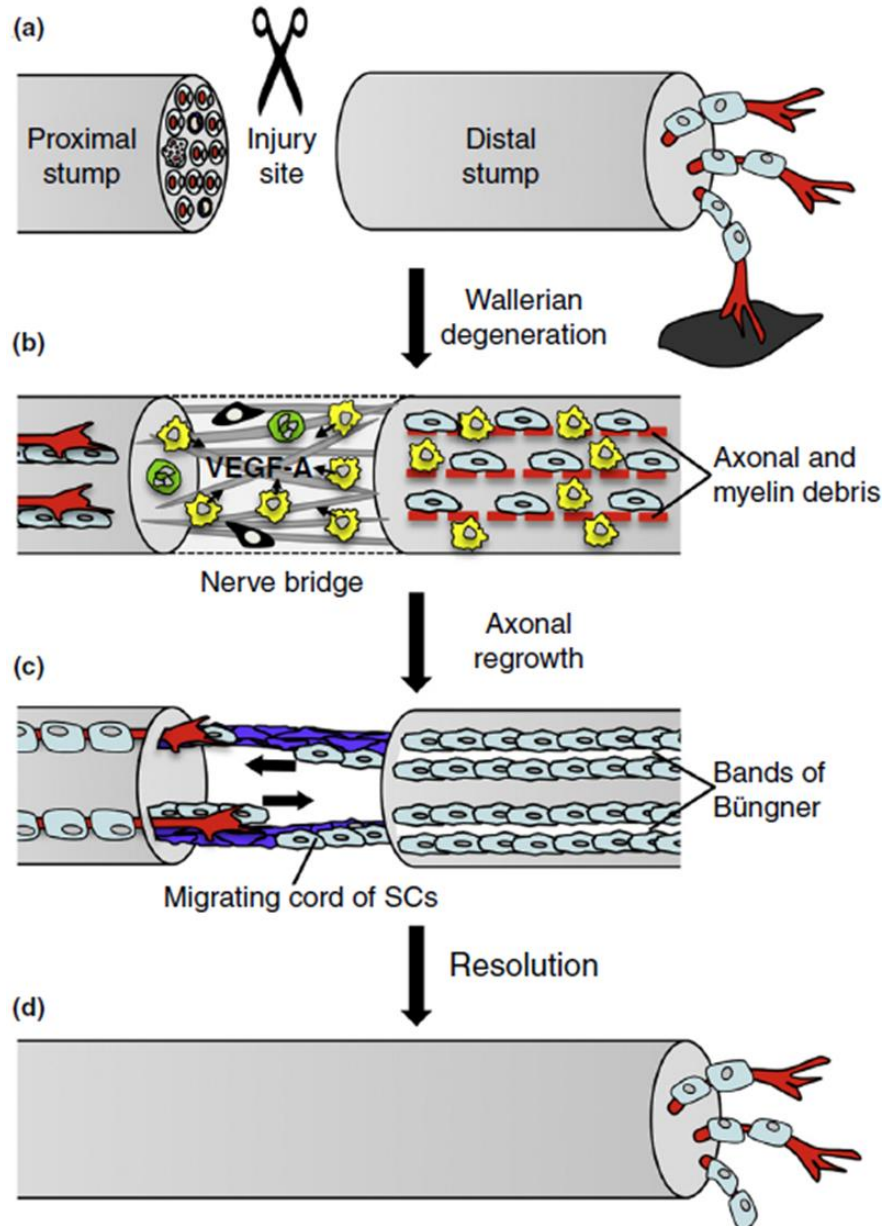 (a)
Proximal
stump
Injury
site
Distal
stump
Wallerian
degeneration
(b)
VEGF-A
Axonal and
myelin debris
Nerve bridge
Axonal
regrowth
(c)
Bands of
Büngner
Migrating cord of SCs
Resolution
(d)